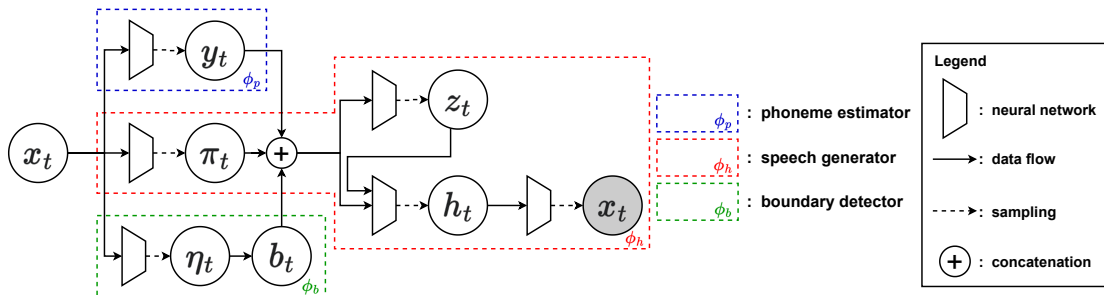 x_t
y_t
ϕ_p
π_t
+
η_t
b_t
ϕ_b
z_t
h_t
x_t
ϕ_h
ϕ_p : phoneme estimator
ϕ_h : speech generator
ϕ_b : boundary detector
Legend
: neural network
: data flow
: sampling
+ : concatenation